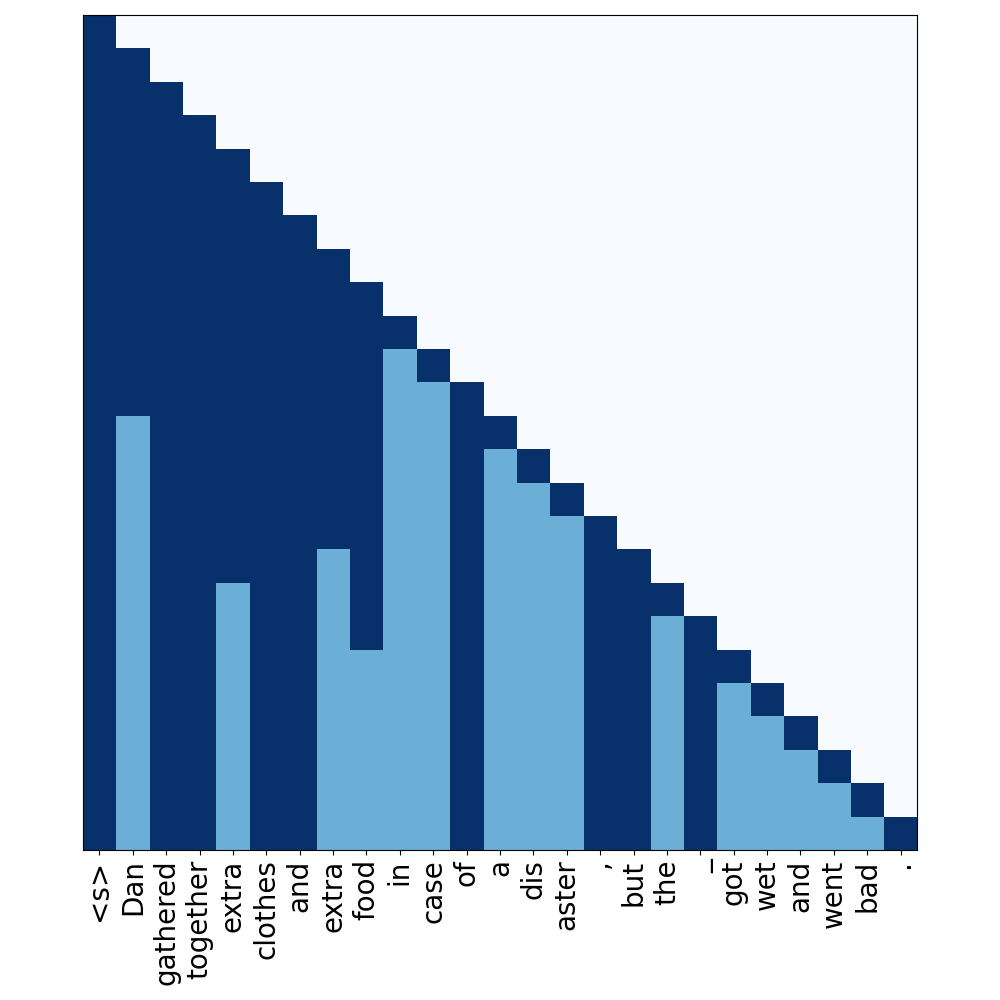 <s> Dan gathered together extra clothes and extra food in case of a dis aster , but the _ got wet and went bad .